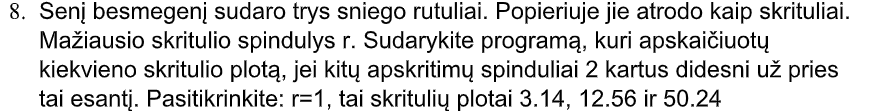 8. Senį besmegenį sudaro trys sniego rutuliai. Popieriuje jie atrodo kaip skrituliai.
Mažiausio skritulio spindulys r. Sudarykite programą, kuri apskaičiuotų
kiekvieno skritulio plotą, jei kitų apskritimų spinduliai 2 kartus didesni už pries
tai esantį. Pasitikrinkite: r=1, tai skritulių plotai 3.14, 12.56 ir 50.24